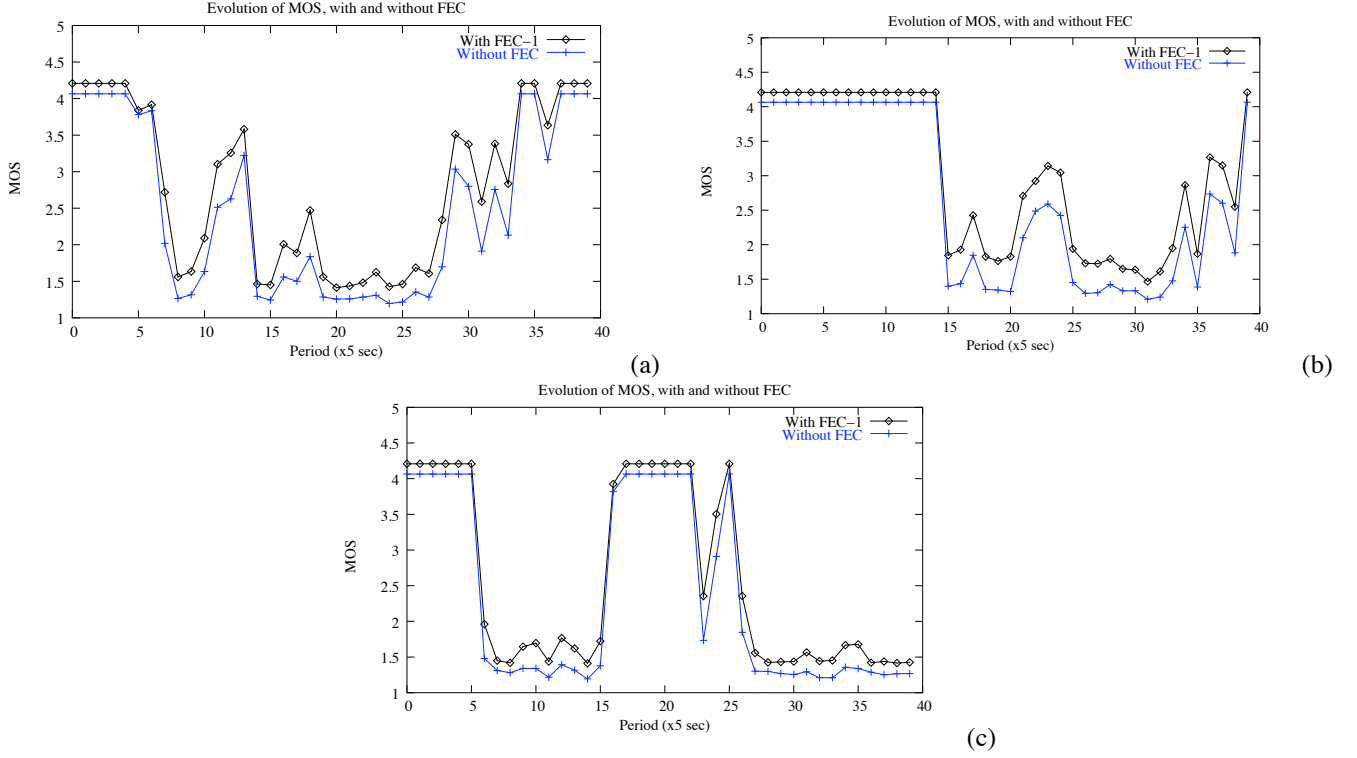 Evolution of MOS, with and without FEC
5
4.5
4
3.5
3
2.5
2
1.5
1
MOS
With FEC-1
Without FEC
0 5 10 15 20 25 30 35 40
Period (x5 sec)
(a)
Evolution of MOS, with and without FEC
5
4.5
4
3.5
3
2.5
2
1.5
1
MOS
With FEC-1
Without FEC
0 5 10 15 20 25 30 35 40
Period (x5 sec)
(b)
Evolution of MOS, with and without FEC
5
4.5
4
3.5
3
2.5
2
1.5
1
MOS
With FEC-1
Without FEC
0 5 10 15 20 25 30 35 40
Period (x5 sec)
(c)